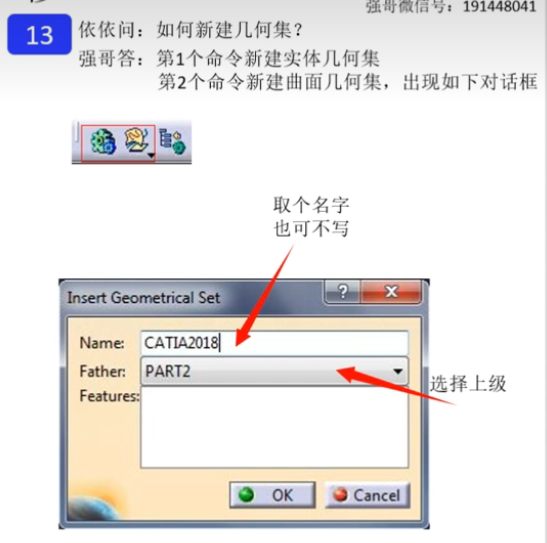 强哥微信号：191448041
13
依依问：如何新建几何集？
强哥答：第1个命令新建实体几何集
第2个命令新建曲面几何集，出现如下对话框
取个名字
也可不写
Insert Geometrical Set
?
Name:
CATIA2018
Father:
PART2
选择上级
Features:
OK
Cancel